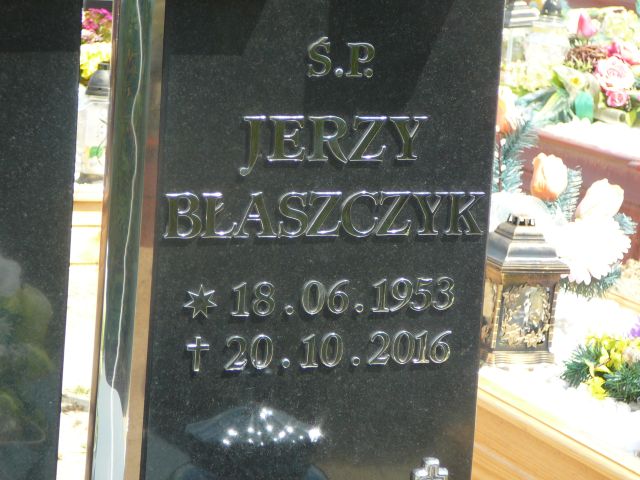 Ś.P.
JERZY
BŁASZCZYK
* 18.06.1953
✝ 20.10.2016